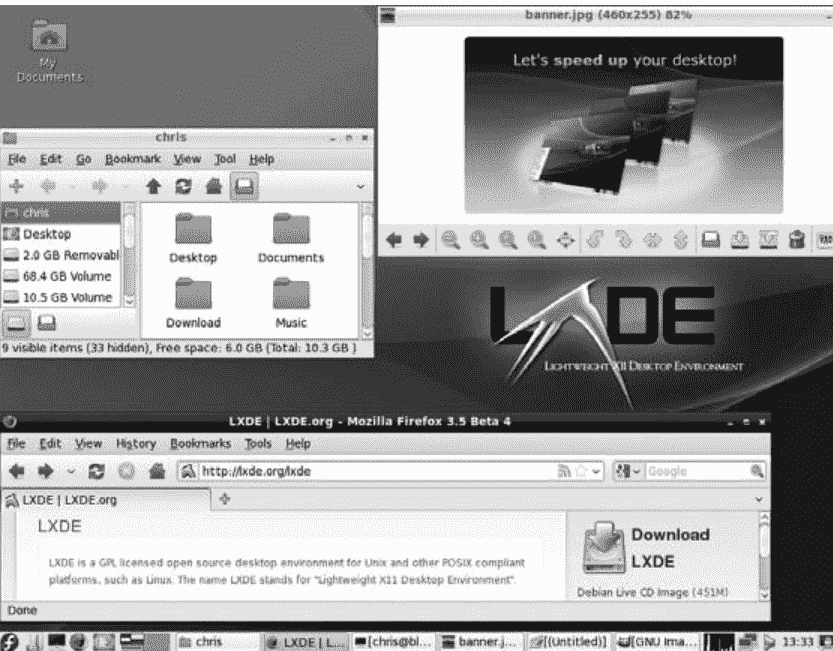 My
Documents
banner.jpg (460x255) 82%
Let's speed up your desktop!
chris
File Edit Go Bookmark View Tool Help
chris
Desktop
2.0 GB Removabl
68.4 GB Volume
10.5 GB Volume
Desktop
Documents
Download
Music
9 visible items (33 hidden), Free space: 6.0 GB (Total: 10.3 GB )
LXDE
LIGHTWEIGHT X11 DESKTOP ENVIRONMENT
LXDE | LXDE.org - Mozilla Firefox 3.5 Beta 4
File Edit View History Bookmarks Tools Help
http://lxde.org/lxde
Google
LXDE | LXDE.org
LXDE
LXDE is a GPL licensed open source desktop environment for Unix and other POSIX compliant
platforms, such as Linux. The name LXDE stands for "Lightweight X11 Desktop Environment".
Download
LXDE
Debian Live CD Image (451M)
Done
chris
LXDE | L...
[chris@bl...
banner.j...
[(Untitled)]
[GNU Ima...
13:33